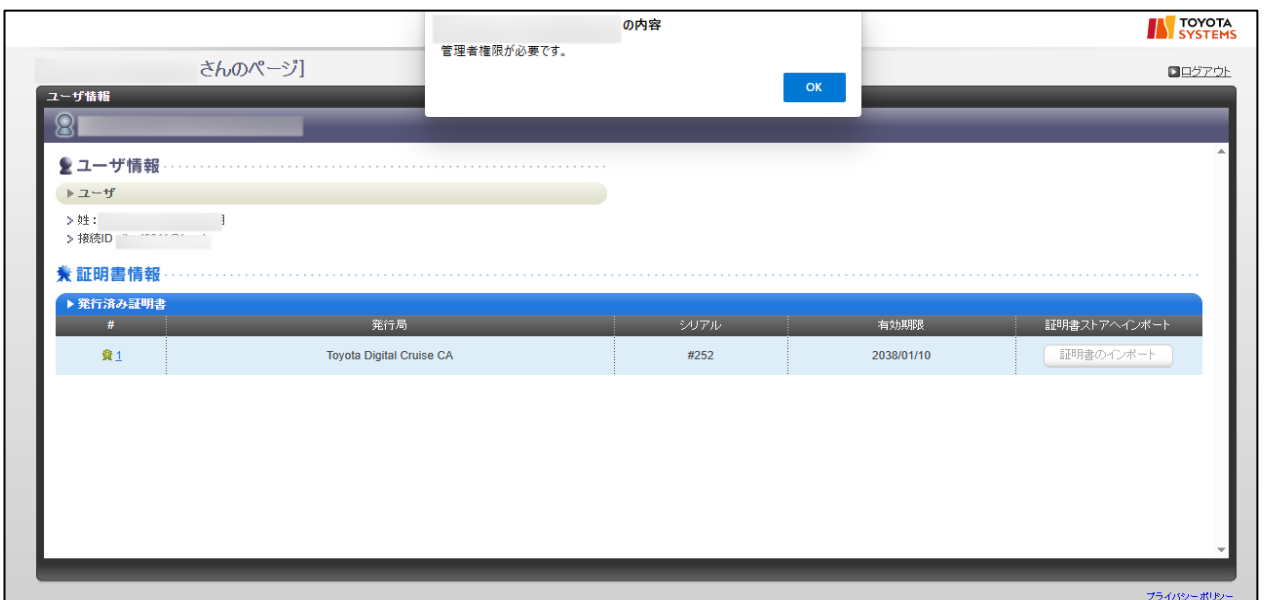 の内容
管理者権限が必要です。
OK
TOYOTA
SYSTEMS
さんのページ]
ログアウト
ユーザ情報
ユーザ情報
ユーザ
> 姓 :
> 接続ID
証明書情報
発行済み証明書
# 発行局 シリアル 有効期限 証明書ストアへインポート
1 Toyota Digital Cruise CA #252 2038/01/10 証明書のインポート
プライバシーポリシー